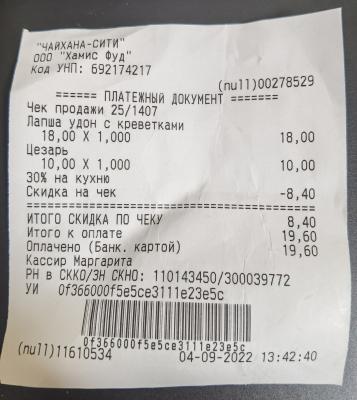 "ЧАЙХАНА-СИТИ"
ООО "Хамис Фуд"
Код УНП: 692174217
(null)00278529
====== ПЛАТЕЖНЫЙ ДОКУМЕНТ =======
Чек продажи 25/1407
Лапша удон с креветками
18,00 X 1,000 18,00
Цезарь
10,00 X 1,000 10,00
30% на кухню
Скидка на чек -8,40
========================================
ИТОГО СКИДКА ПО ЧЕКУ 8,40
Итого к оплате 19,60
Оплачено (Банк. картой) 19,60
Кассир Маргарита
РН в СККО/ЗН СКНО: 110143450/300039772
УИ 0f366000f5e5ce3111e23e5c
0f366000f5e5ce3111e23e5c
(null)11610534 04-09-2022 13:42:40